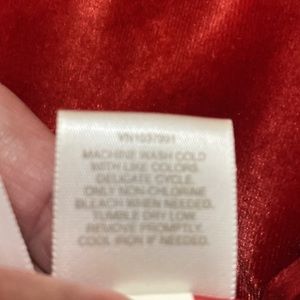 MACHINE WASH COLD
WITH LIKE COLORS.
DELICATE CYCLE.
ONLY NON-CHLORINE
BLEACH WHEN NEEDED.
TUMBLE DRY LOW.
REMOVE PROMPTLY.
COOL IRON IF NEEDED.